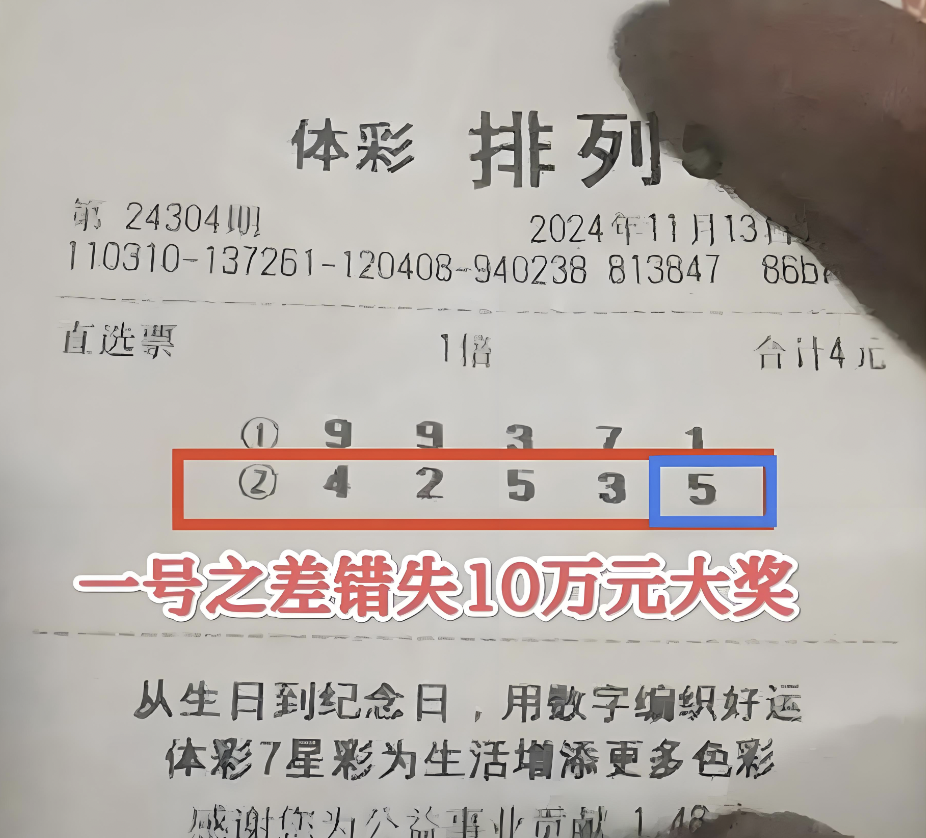 体彩 排列
第 24304期 2024年11月13日
110310-137261-120408-940238 813847 86b
直选票 1倍 合计4元
① 9 9 3 7 1
② 4 2 5 3 5
一号之差错失10万元大奖
从生日到纪念日，用数字编织好运
体彩7星彩为生活增添更多色彩
感谢您为公益事业贡献 1.48